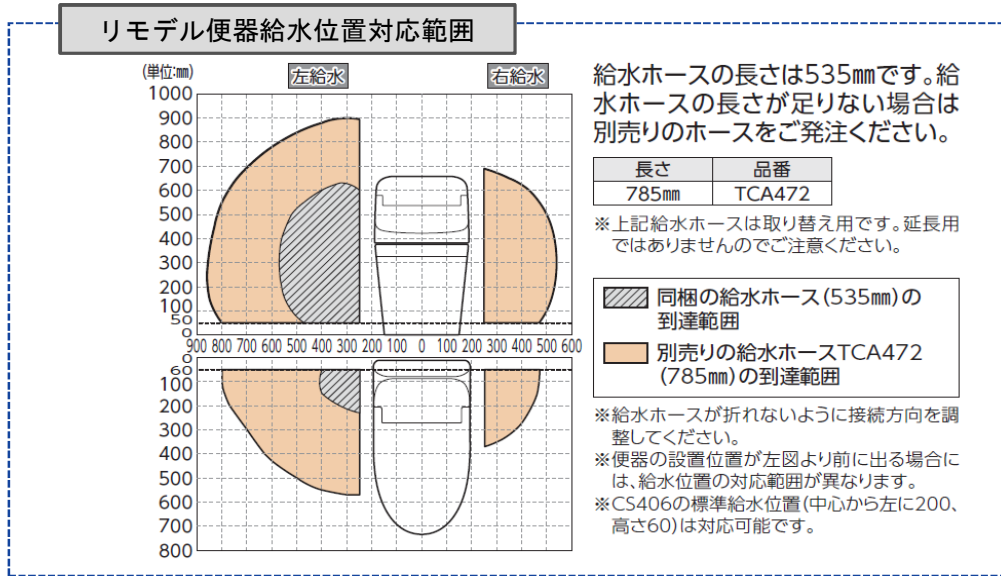 リモデル便器給水位置対応範囲
(単位:㎜)
左給水
右給水
1000
900
800
700
600
500
400
300
200
100
50
0
900 800 700 600 500 400 300 200 100 0 100 200 300 400 500 600
0
60
100
200
300
400
500
600
700
800
給水ホースの長さは535㎜です。給
水ホースの長さが足りない場合は
別売りのホースをご発注ください。
長さ 品番
785㎜ TCA472
※上記給水ホースは取り替え用です。延長用
ではありませんのでご注意ください。
同梱の給水ホース(535㎜)の
到達範囲
別売りの給水ホースTCA472
(785㎜)の到達範囲
※給水ホースが折れないように接続方向を調
整してください。
※便器の設置位置が左図より前に出る場合に
は、給水位置の対応範囲が異なります。
※CS406の標準給水位置(中心から左に200、
高さ60)は対応可能です。